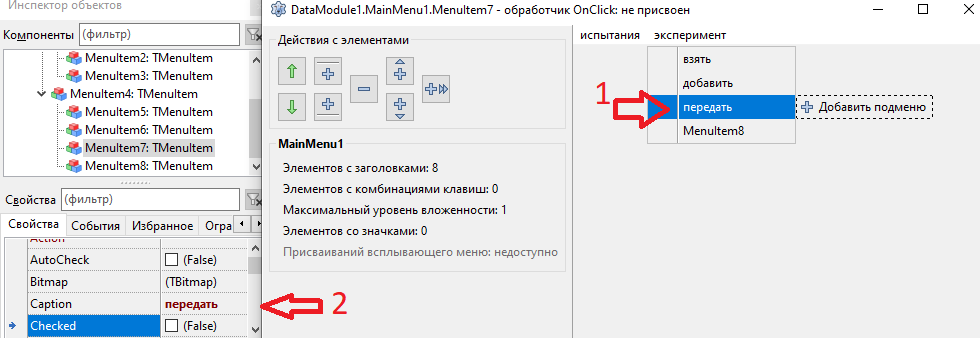 Инспектор объектов
Компоненты (фильтр)
MenuItem2: TMenuItem
MenuItem3: TMenuItem
MenuItem4: TMenuItem
MenuItem5: TMenuItem
MenuItem6: TMenuItem
MenuItem7: TMenuItem
MenuItem8: TMenuItem
Свойства (фильтр)
Свойства События Избранное Огра
Action
AutoCheck (False)
Bitmap (TBitmap)
Caption передать
Checked (False)
2
DataModule1.MainMenu1.MenuItem7 - обработчик OnClick: не присвоен
Действия с элементами
MainMenu1
Элементов с заголовками: 8
Элементов с комбинациями клавиш: 0
Максимальный уровень вложенности: 1
Элементов со значками: 0
Присваиваний всплывающего меню: недоступно
испытания эксперимент
взять
добавить
1
передать Добавить подменю
MenuItem8